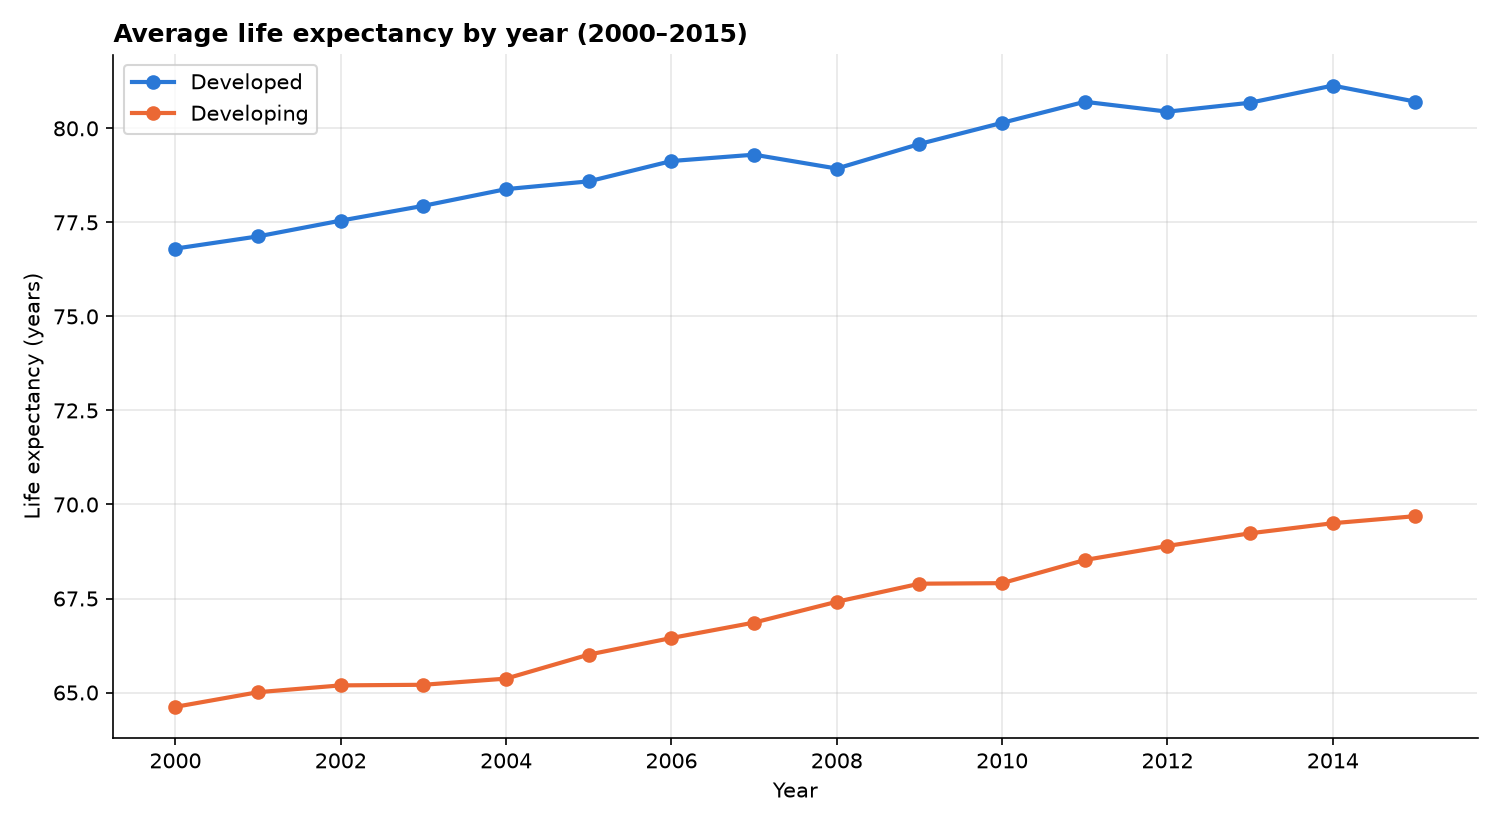 Average life expectancy by year (2000–2015)
Developed
Developing
Life expectancy (years)
80.0
77.5
75.0
72.5
70.0
67.5
65.0
2000 2002 2004 2006 2008 2010 2012 2014
Year